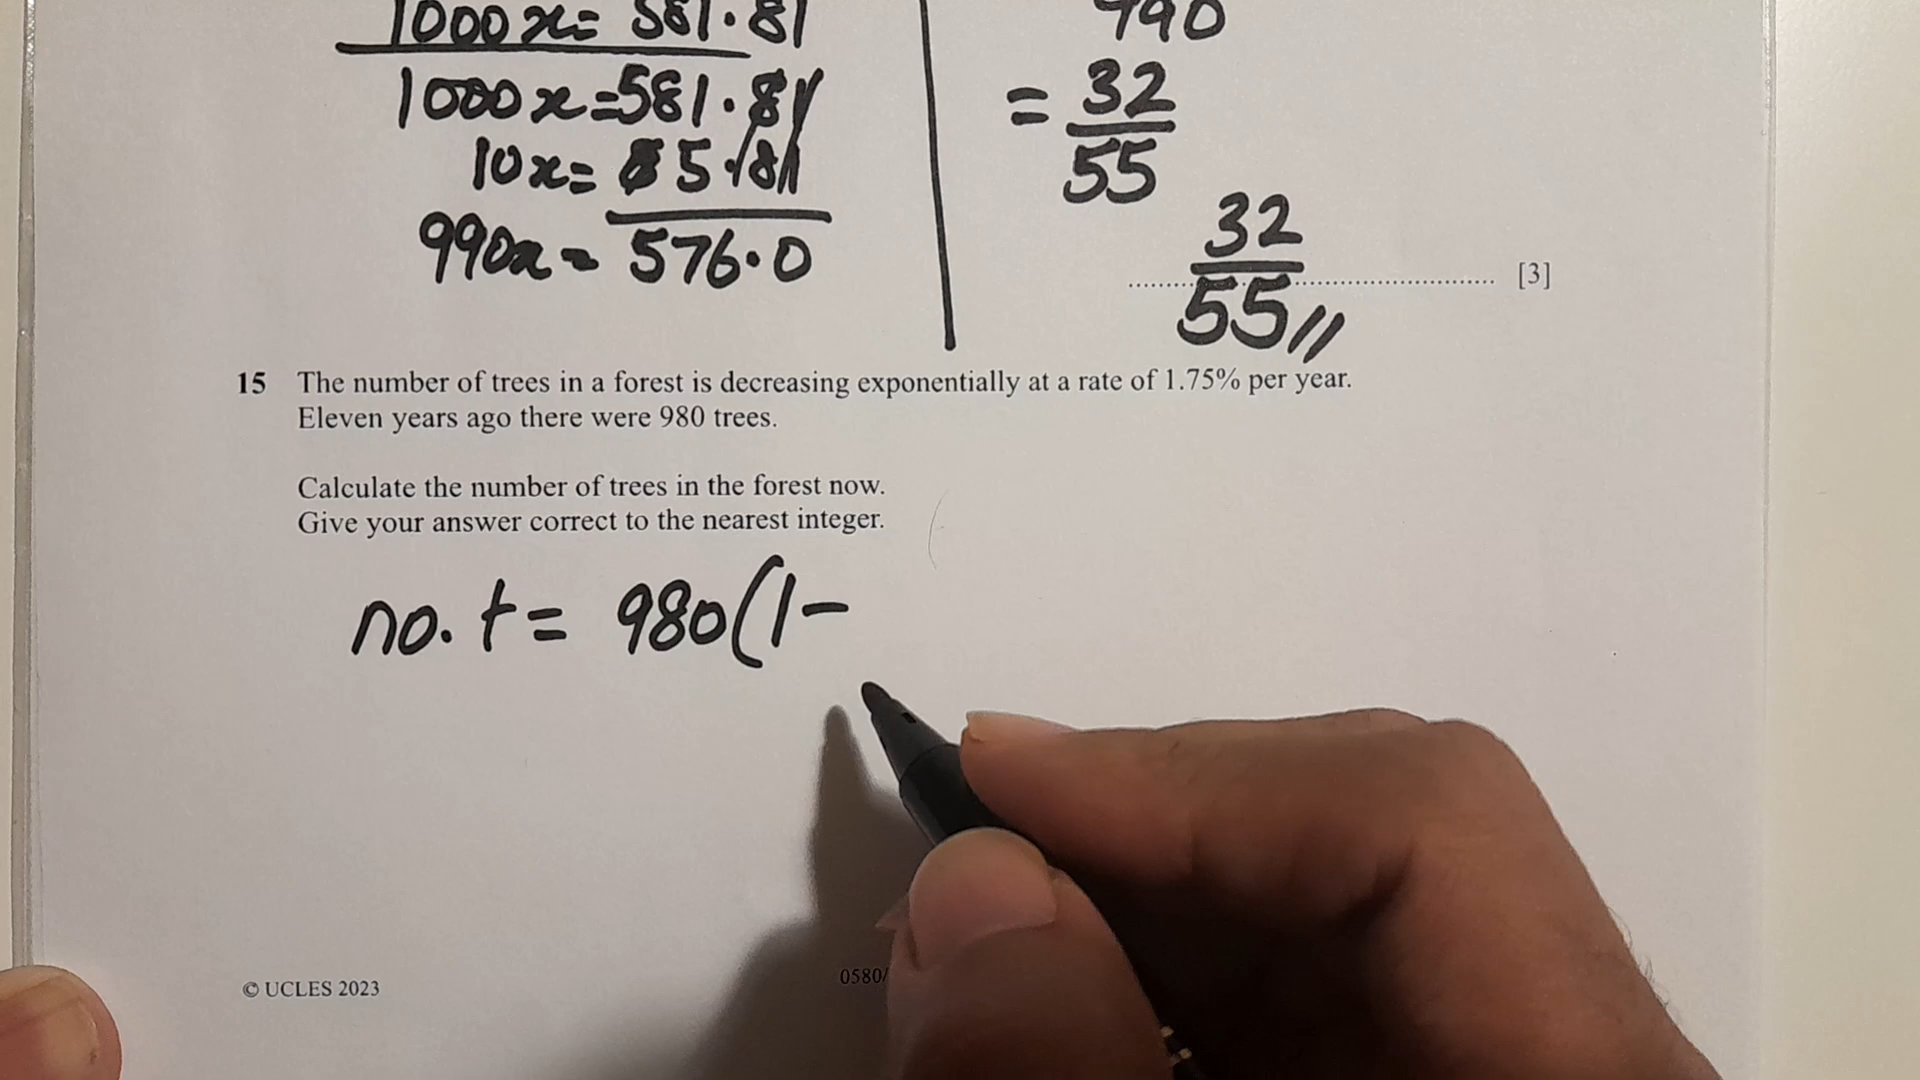 1000x= 581.81
1000x=581.81
10x= 5.81
990x= 576.0
990
= 32
55
32
55 //
[3]
15 The number of trees in a forest is decreasing exponentially at a rate of 1.75% per year.
Eleven years ago there were 980 trees.
Calculate the number of trees in the forest now.
Give your answer correct to the nearest integer.
no. t = 980(1-
© UCLES 2023
0580/